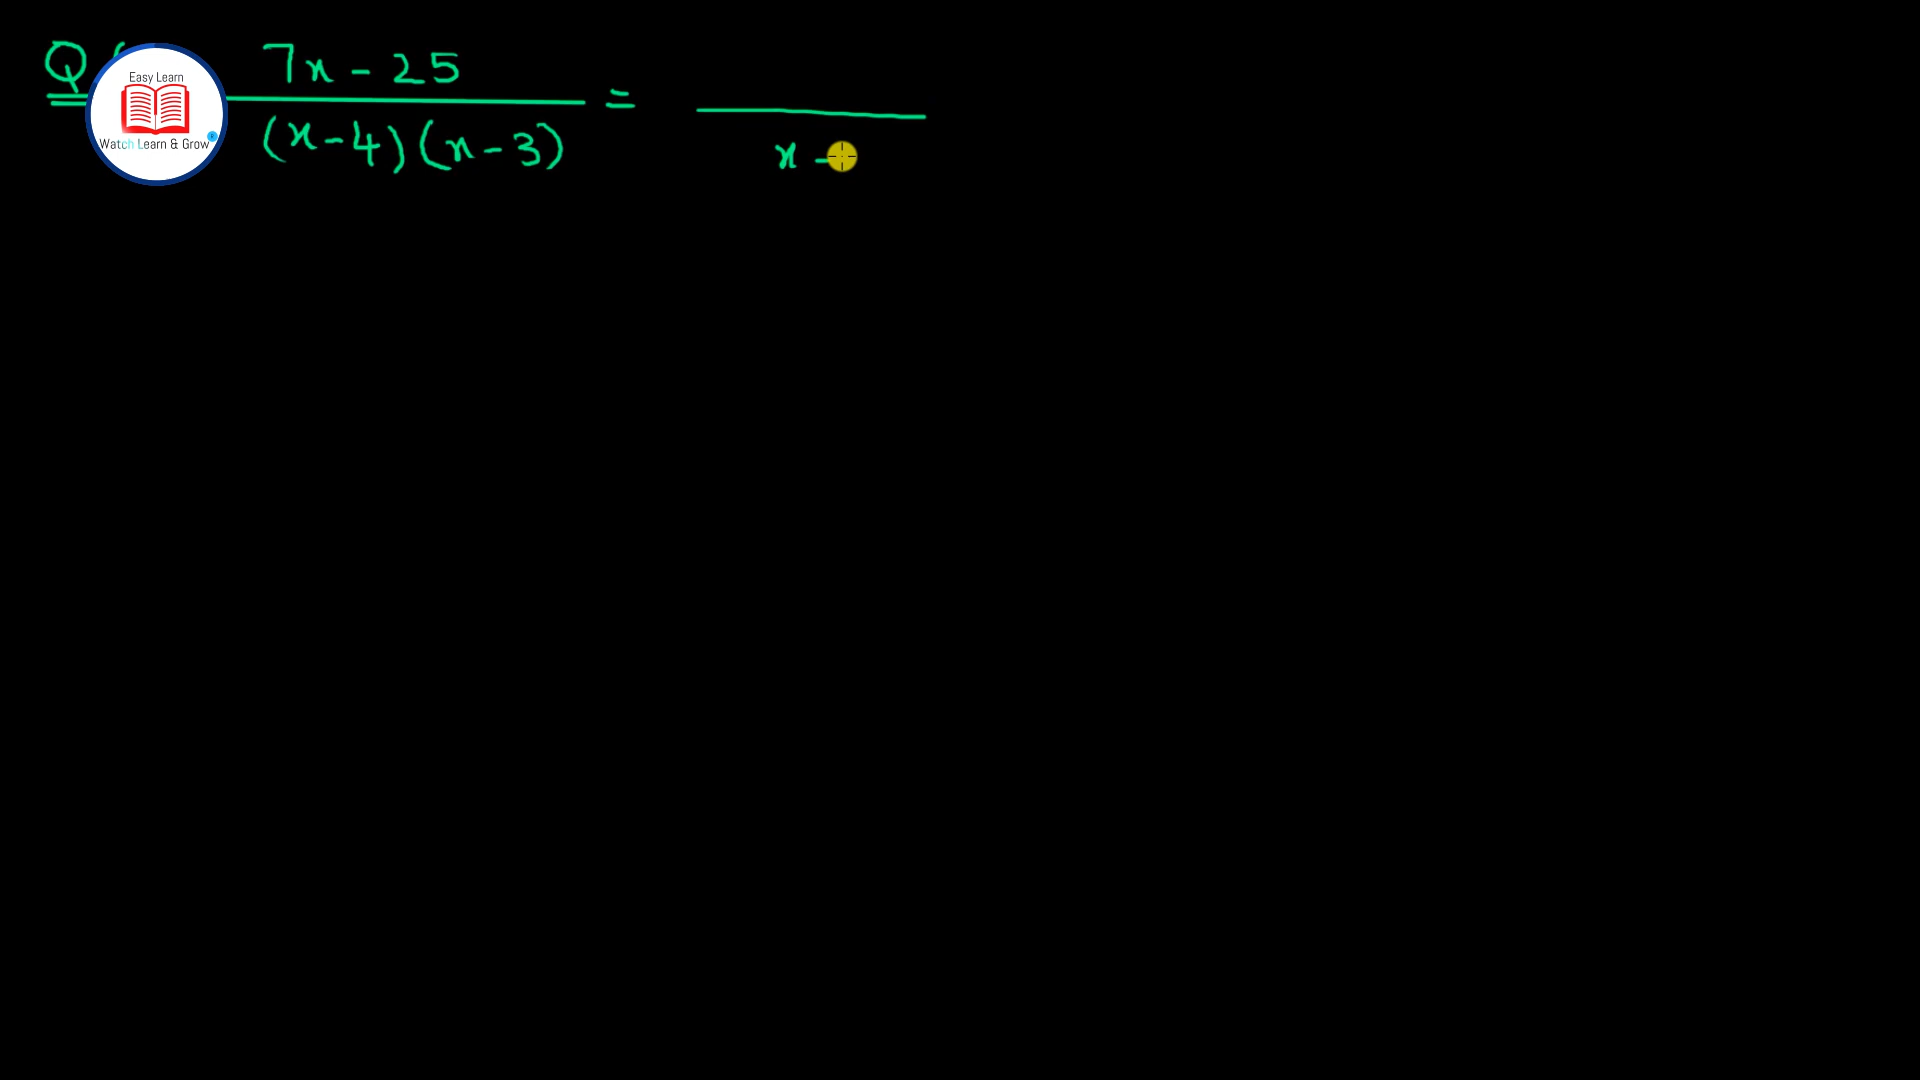 Q
7x - 25 =
(x-4)(x-3) x -
Easy Learn
Watch Learn & Grow